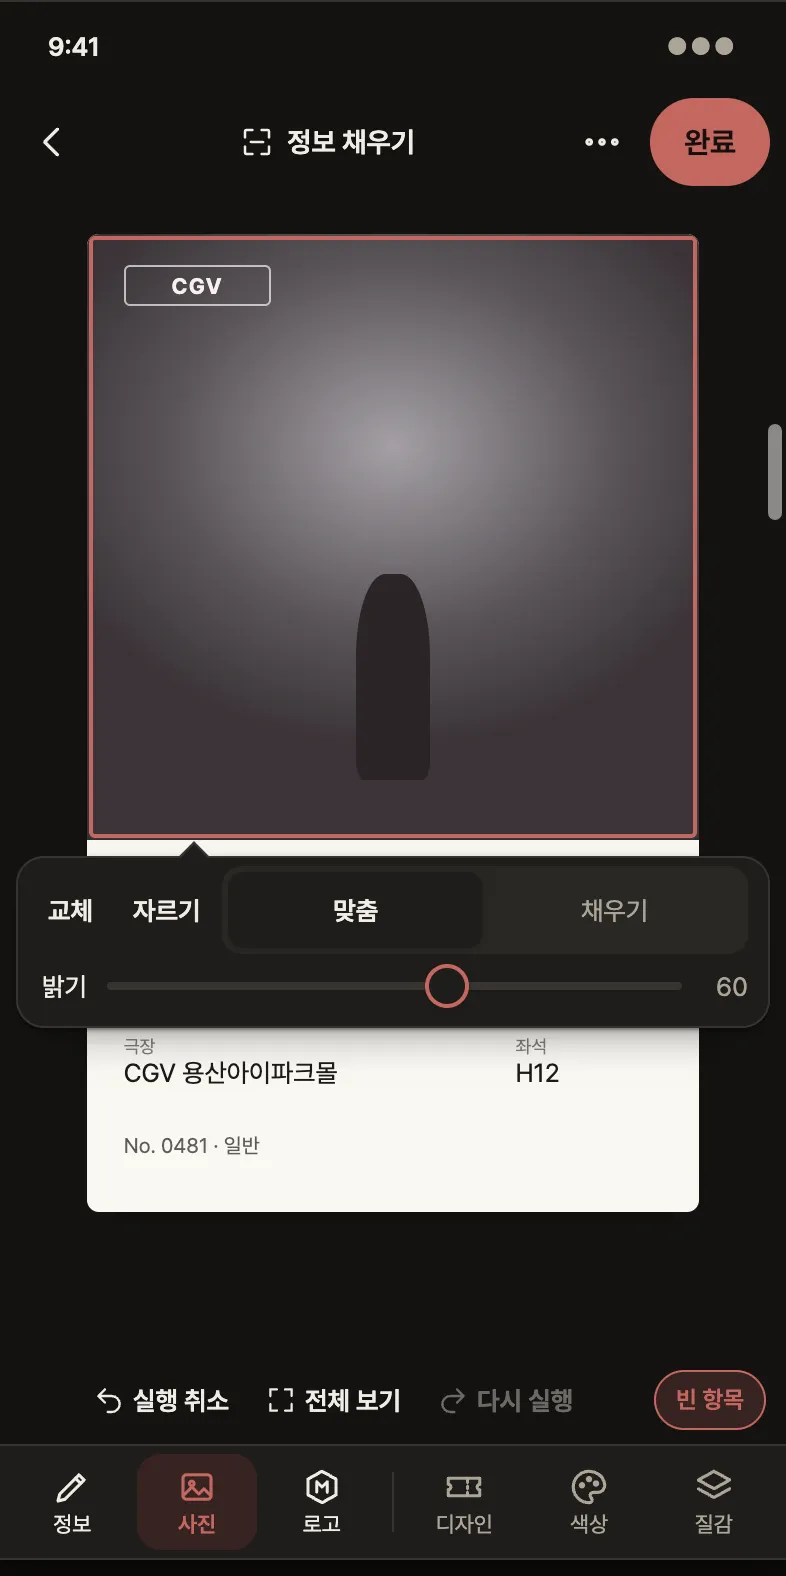 9:41
정보 채우기
완료
CGV
교체 자르기 맞춤 채우기
밝기 60
극장 좌석
CGV 용산아이파크몰 H12
No. 0481 · 일반
실행 취소 전체 보기 다시 실행 빈 항목
정보 사진 로고 디자인 색상 질감